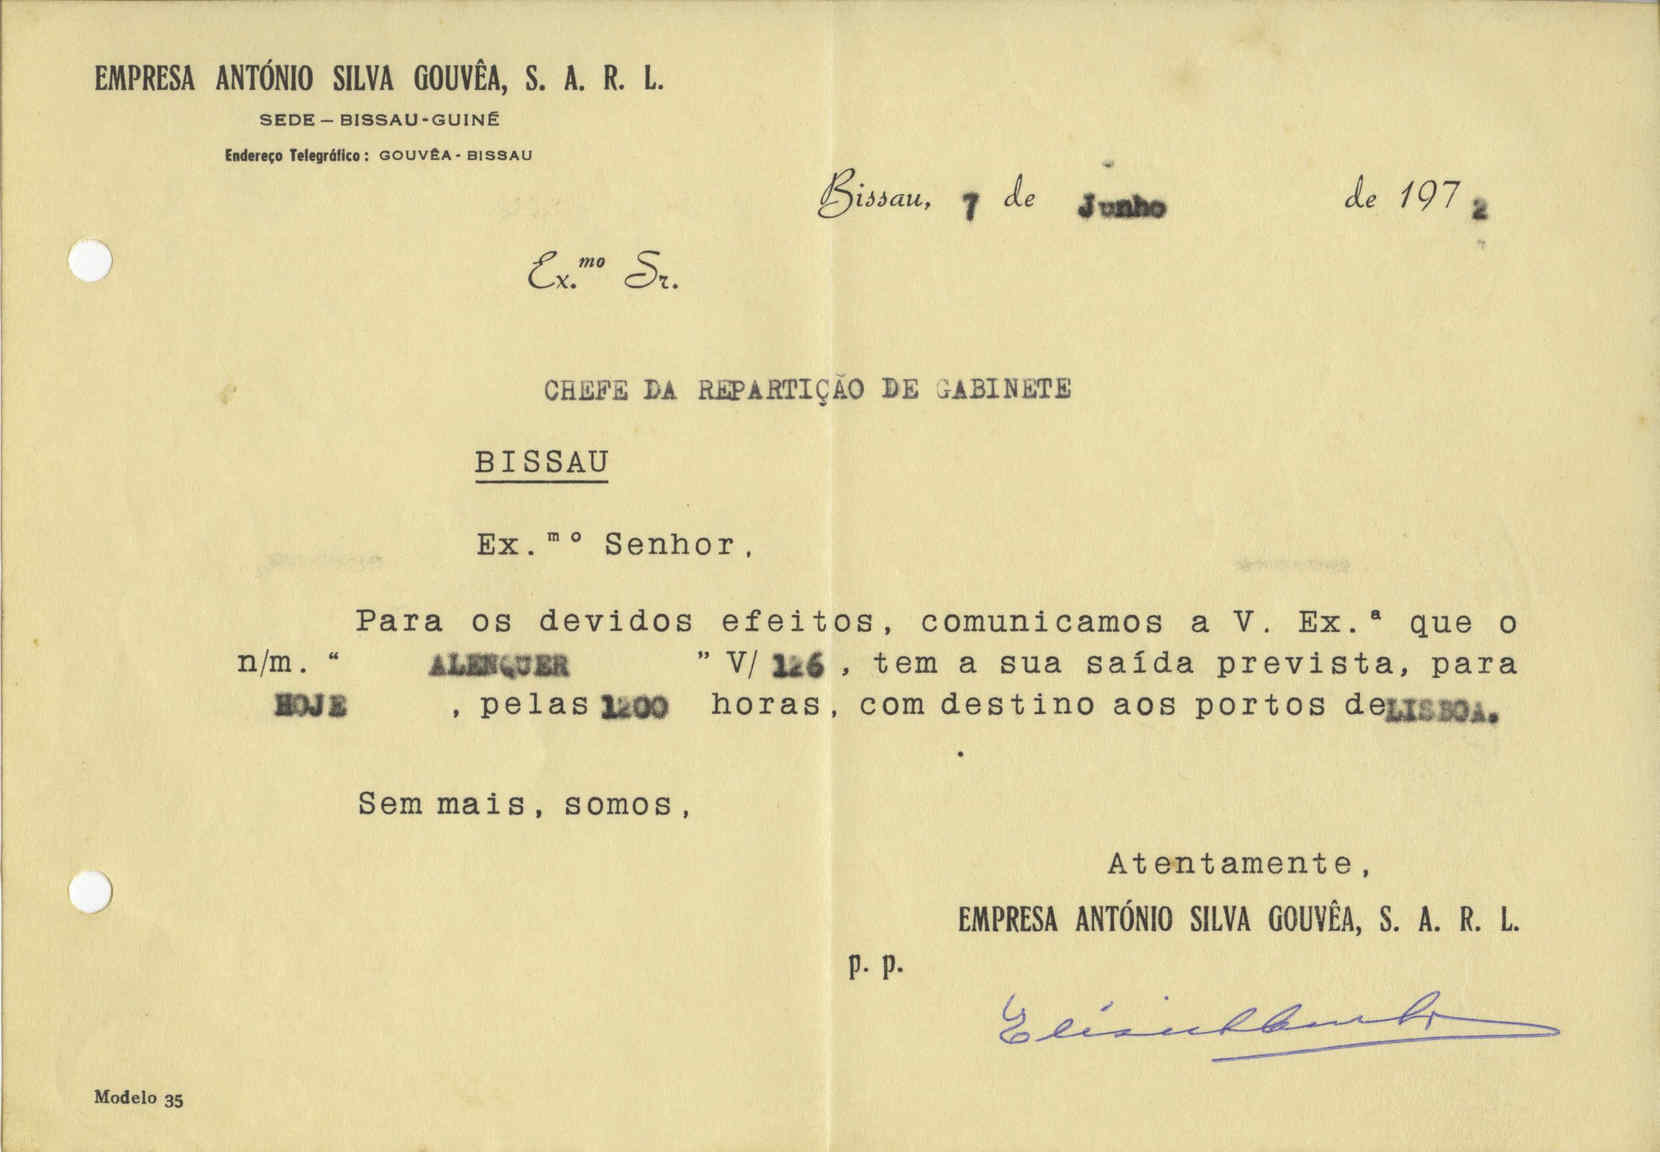 EMPRESA ANTÓNIO SILVA GOUVÊA, S. A. R. L.
SEDE – BISSAU-GUINÉ
Endereço Telegráfico : GOUVÊA - BISSAU
Bissau, 7 de Junho de 1972
Ex.mo Sr.
CHEFE DA REPARTIÇÃO DE GABINETE
BISSAU
Ex.mo Senhor,
Para os devidos efeitos, comunicamos a V. Ex.ª que o
n/m. “ ALENQUER ” V/ 126 , tem a sua saída prevista, para
HOJE , pelas 1200 horas, com destino aos portos de LISBOA.
Sem mais, somos,
Atentamente,
EMPRESA ANTÓNIO SILVA GOUVÊA, S. A. R. L.
p. p.
Modelo 35